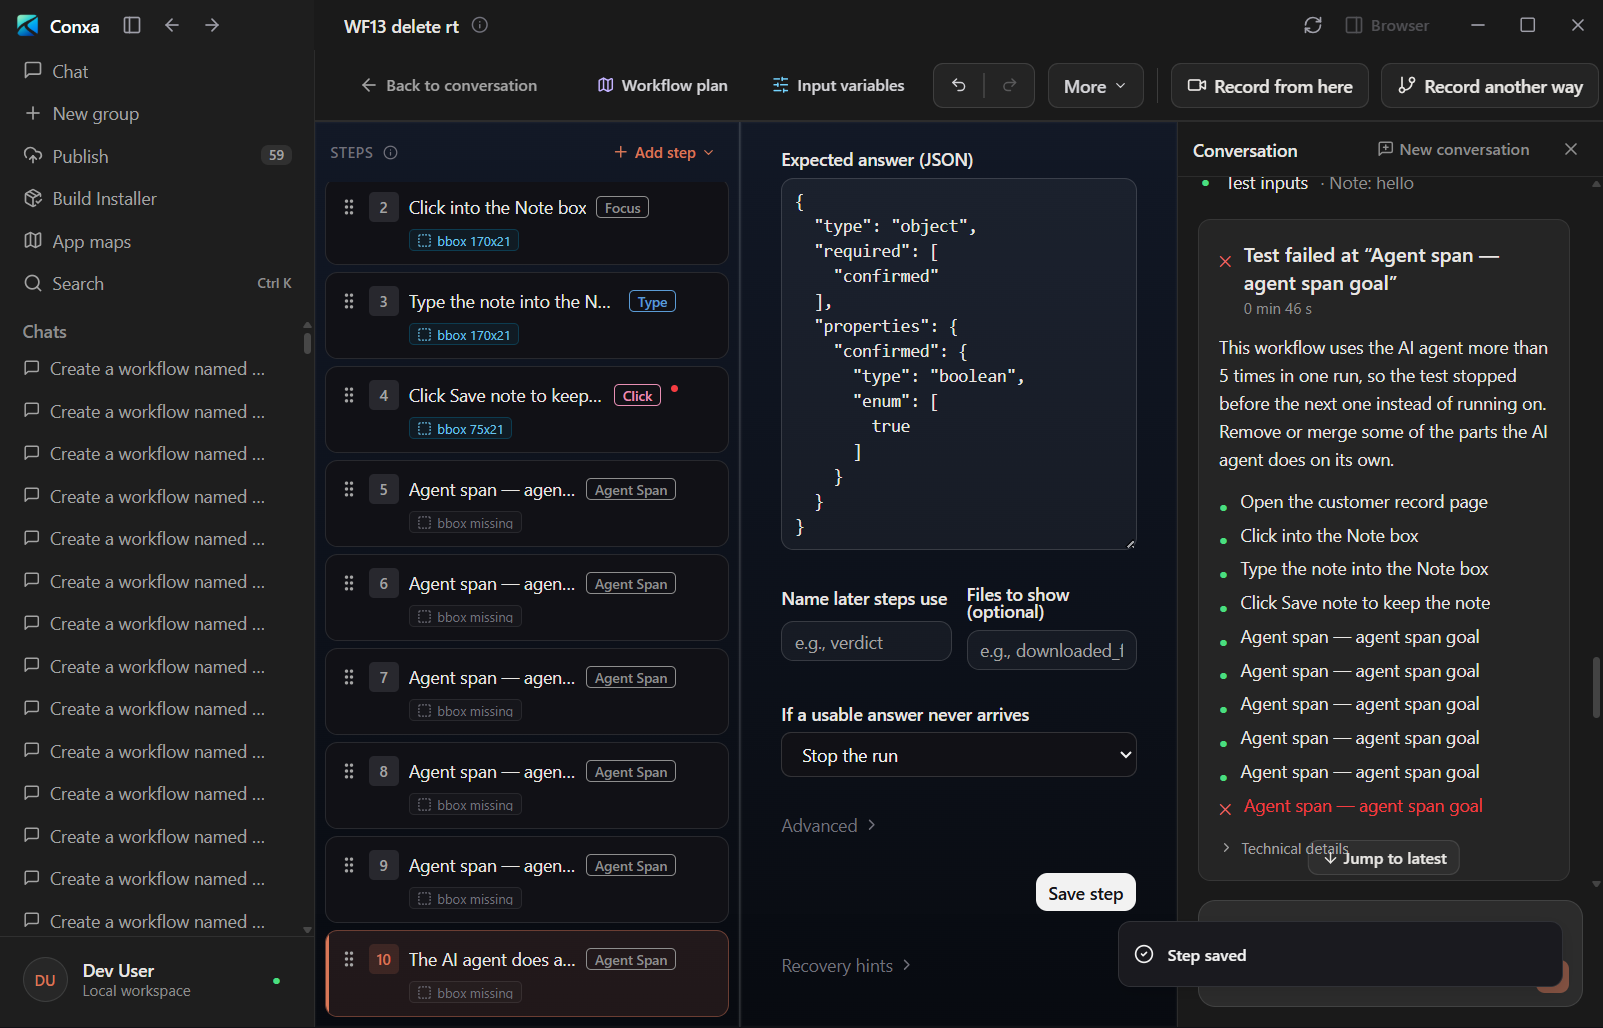 Conxa
WF13 delete rt
Browser
Chat
New group
Publish
59
Build Installer
App maps
Search
Ctrl K
Chats
Create a workflow named ...
Create a workflow named ...
Create a workflow named ...
Create a workflow named ...
Create a workflow named ...
Create a workflow named ...
Create a workflow named ...
Create a workflow named ...
Create a workflow named ...
Create a workflow named ...
Create a workflow named ...
Create a workflow named ...
Create a workflow named ...
Create a workflow named ...
DU
Dev User
Local workspace
Back to conversation
Workflow plan
Input variables
More
Record from here
Record another way
STEPS
Add step
2
Click into the Note box
Focus
bbox 170x21
3
Type the note into the N...
Type
bbox 170x21
4
Click Save note to keep...
Click
bbox 75x21
5
Agent span — agen...
Agent Span
bbox missing
6
Agent span — agen...
Agent Span
bbox missing
7
Agent span — agen...
Agent Span
bbox missing
8
Agent span — agen...
Agent Span
bbox missing
9
Agent span — agen...
Agent Span
bbox missing
10
The AI agent does a...
Agent Span
bbox missing
Expected answer (JSON)
{
"type": "object",
"required": [
"confirmed"
],
"properties": {
"confirmed": {
"type": "boolean",
"enum": [
true
]
}
}
}
Name later steps use
e.g., verdict
Files to show
(optional)
e.g., downloaded_f
If a usable answer never arrives
Stop the run
Advanced
Save step
Recovery hints
Conversation
New conversation
Test inputs · Note: hello
Test failed at “Agent span —
agent span goal”
0 min 46 s
This workflow uses the AI agent more than
5 times in one run, so the test stopped
before the next one instead of running on.
Remove or merge some of the parts the AI
agent does on its own.
Open the customer record page
Click into the Note box
Type the note into the Note box
Click Save note to keep the note
Agent span — agent span goal
Agent span — agent span goal
Agent span — agent span goal
Agent span — agent span goal
Agent span — agent span goal
Agent span — agent span goal
Technical details
Jump to latest
Step saved